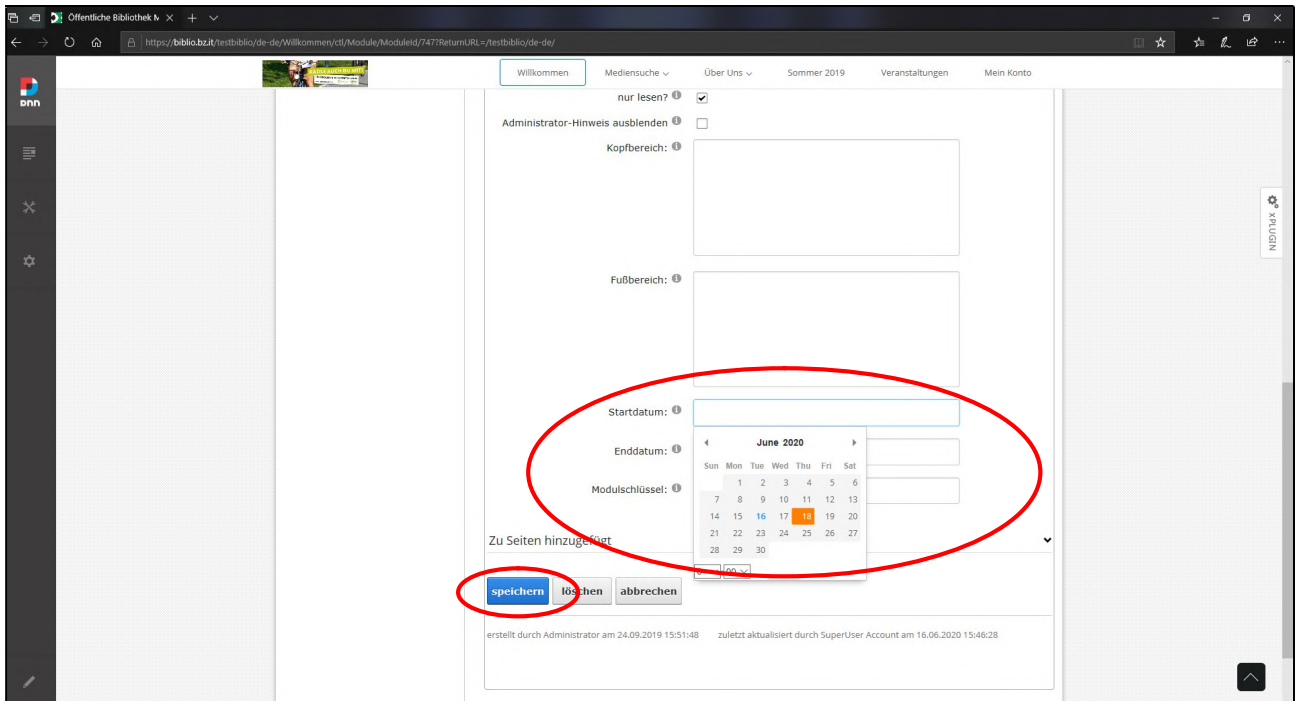 Öffentliche Bibliothek M
https://biblio.bz.it/testbiblio/de-de/Willkommen/ctl/Module/ModuleId/747?ReturnURL=/testbiblio/de-de/
dnn
Willkommen Mediensuche Über Uns Sommer 2019 Veranstaltungen Mein Konto
nur lesen?
Administrator-Hinweis ausblenden
Kopfbereich:
XPLUGIN
Fußbereich:
Startdatum:
June 2020
Enddatum:
Sun Mon Tue Wed Thu Fri Sat
1 2 3 4 5 6
Modulschlüssel:
7 8 9 10 11 12 13
14 15 16 17 18 19 20
21 22 23 24 25 26 27
Zu Seiten hinzugefügt
28 29 30
00
speichern löschen abbrechen
erstellt durch Administrator am 24.09.2019 15:51:48 zuletzt aktualisiert durch SuperUser Account am 16.06.2020 15:46:28